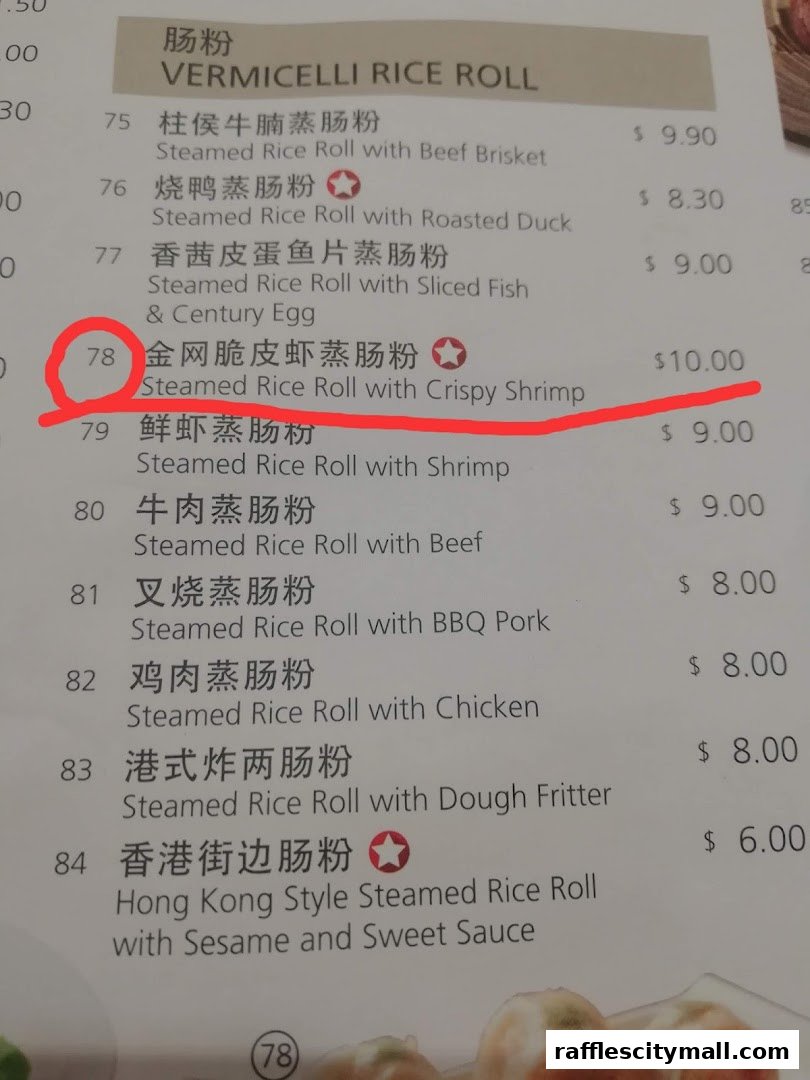 .50
.00
30
00
0
0
肠粉
VERMICELLI RICE ROLL
75 柱侯牛腩蒸肠粉 $ 9.90
Steamed Rice Roll with Beef Brisket
76 烧鸭蒸肠粉 $ 8.30
Steamed Rice Roll with Roasted Duck
77 香茜皮蛋鱼片蒸肠粉 $ 9.00
Steamed Rice Roll with Sliced Fish
& Century Egg
78 金网脆皮虾蒸肠粉 $10.00
Steamed Rice Roll with Crispy Shrimp
79 鲜虾蒸肠粉 $ 9.00
Steamed Rice Roll with Shrimp
80 牛肉蒸肠粉 $ 9.00
Steamed Rice Roll with Beef
81 叉烧蒸肠粉 $ 8.00
Steamed Rice Roll with BBQ Pork
82 鸡肉蒸肠粉 $ 8.00
Steamed Rice Roll with Chicken
83 港式炸两肠粉 $ 8.00
Steamed Rice Roll with Dough Fritter
84 香港街边肠粉 $ 6.00
Hong Kong Style Steamed Rice Roll
with Sesame and Sweet Sauce
78
85
rafflescitymall.com